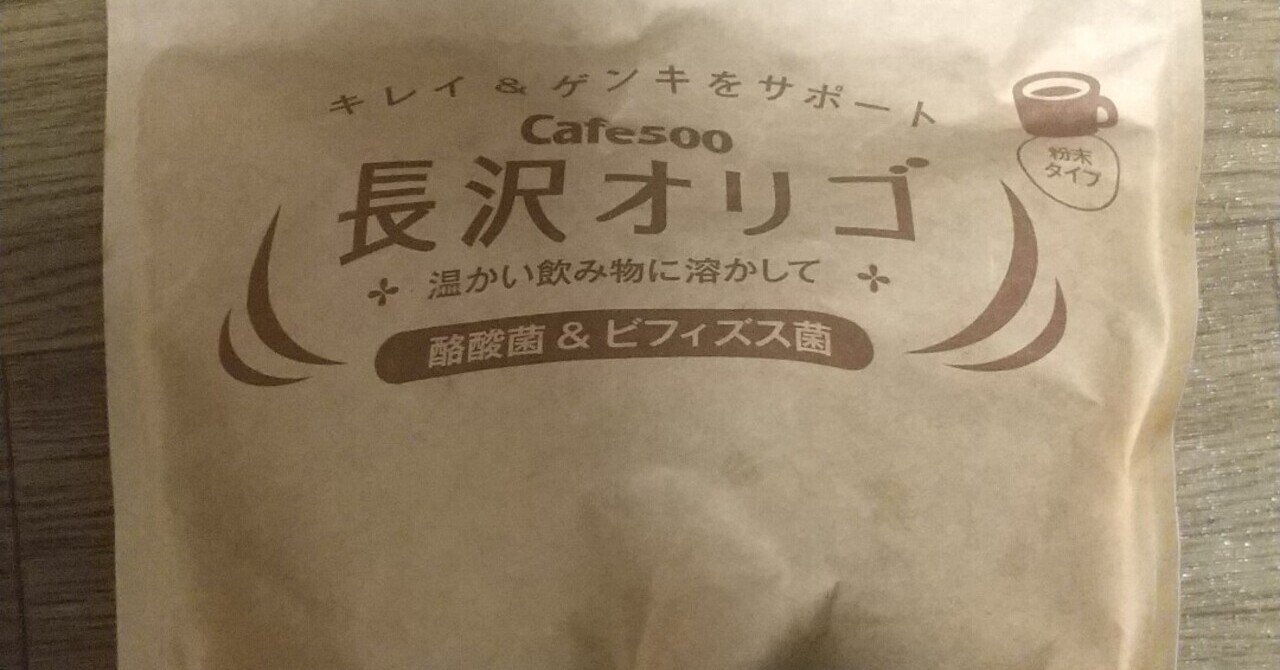 キレイ & ゲンキをサポート
Cafe500
長沢オリゴ
温かい飲み物に溶かして
酪酸菌 & ビフィズス菌
粉末
タイプ